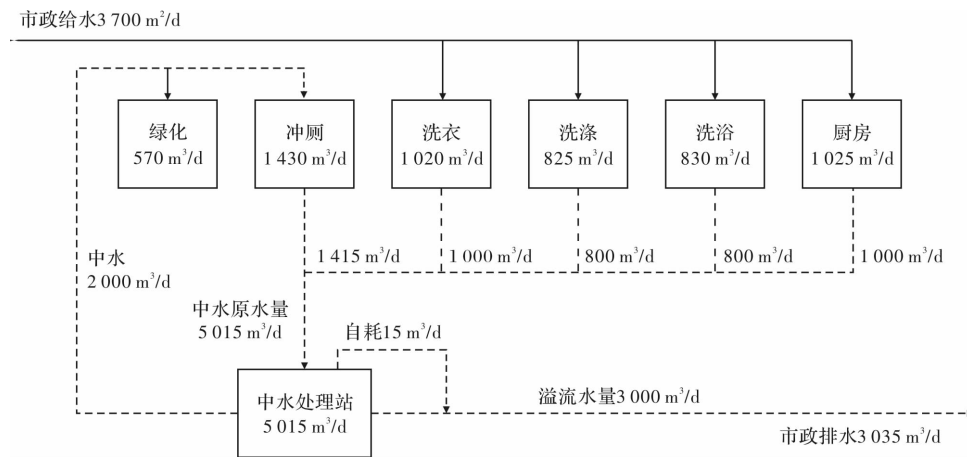 市政给水3 700 m²/d
绿化
570 m³/d
冲厕
1 430 m³/d
洗衣
1 020 m³/d
洗涤
825 m³/d
洗浴
830 m³/d
厨房
1 025 m³/d
中水
2 000 m³/d
1 415 m³/d
1 000 m³/d
800 m³/d
800 m³/d
1 000 m³/d
中水原水量
5 015 m³/d
自耗15 m³/d
中水处理站
5 015 m³/d
溢流水量3 000 m³/d
市政排水3 035 m³/d